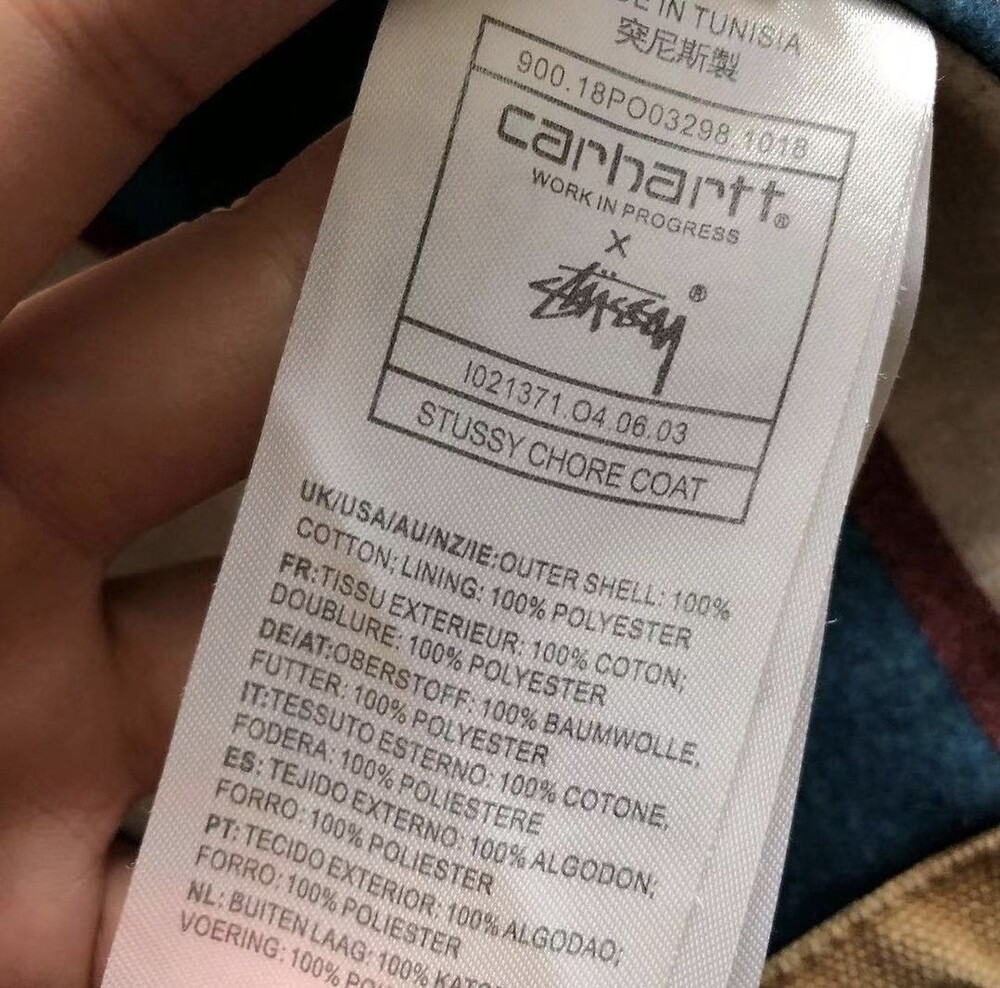 IN TUNISIA
突尼斯製
900.18PO03298.1018
carhartt®
WORK IN PROGRESS
X
Stüssy ®
I021371.O4.06.03
STUSSY CHORE COAT
UK/USA/AU/NZ/IE:OUTER SHELL: 100%
COTTON; LINING: 100% POLYESTER
FR:TISSU EXTERIEUR: 100% COTON;
DOUBLURE: 100% POLYESTER
DE/AT:OBERSTOFF: 100% BAUMWOLLE,
FUTTER: 100% POLYESTER
IT:TESSUTO ESTERNO: 100% COTONE,
FODERA: 100% POLIESTERE
ES: TEJIDO EXTERNO: 100% ALGODON;
FORRO: 100% POLIESTER
PT: TECIDO EXTERIOR: 100% ALGODAO;
FORRO: 100% POLIESTER
NL: BUITEN LAAG: 100%
VOERING: 100%